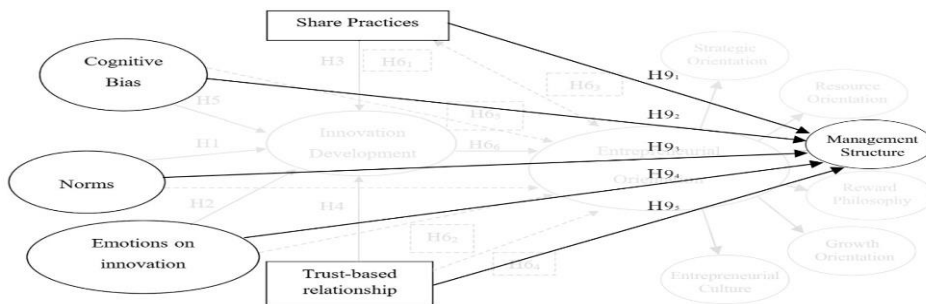 Share Practices
Strategic
Orientation
Cognitive
Bias
H3
H6₁
H9₁
H6₃
Resource
Orientation
H5
H9₂
H6₅
Innovation
Development
Management
Structure
H1
H6₆
H9₃
Entrepreneurial
Orientation
Norms
H9₄
Reward
Philosophy
H2
H4
H9₅
Emotions on
innovation
H6₂
Growth
Orientation
H6₄
Trust-based
relationship
Entrepreneurial
Culture